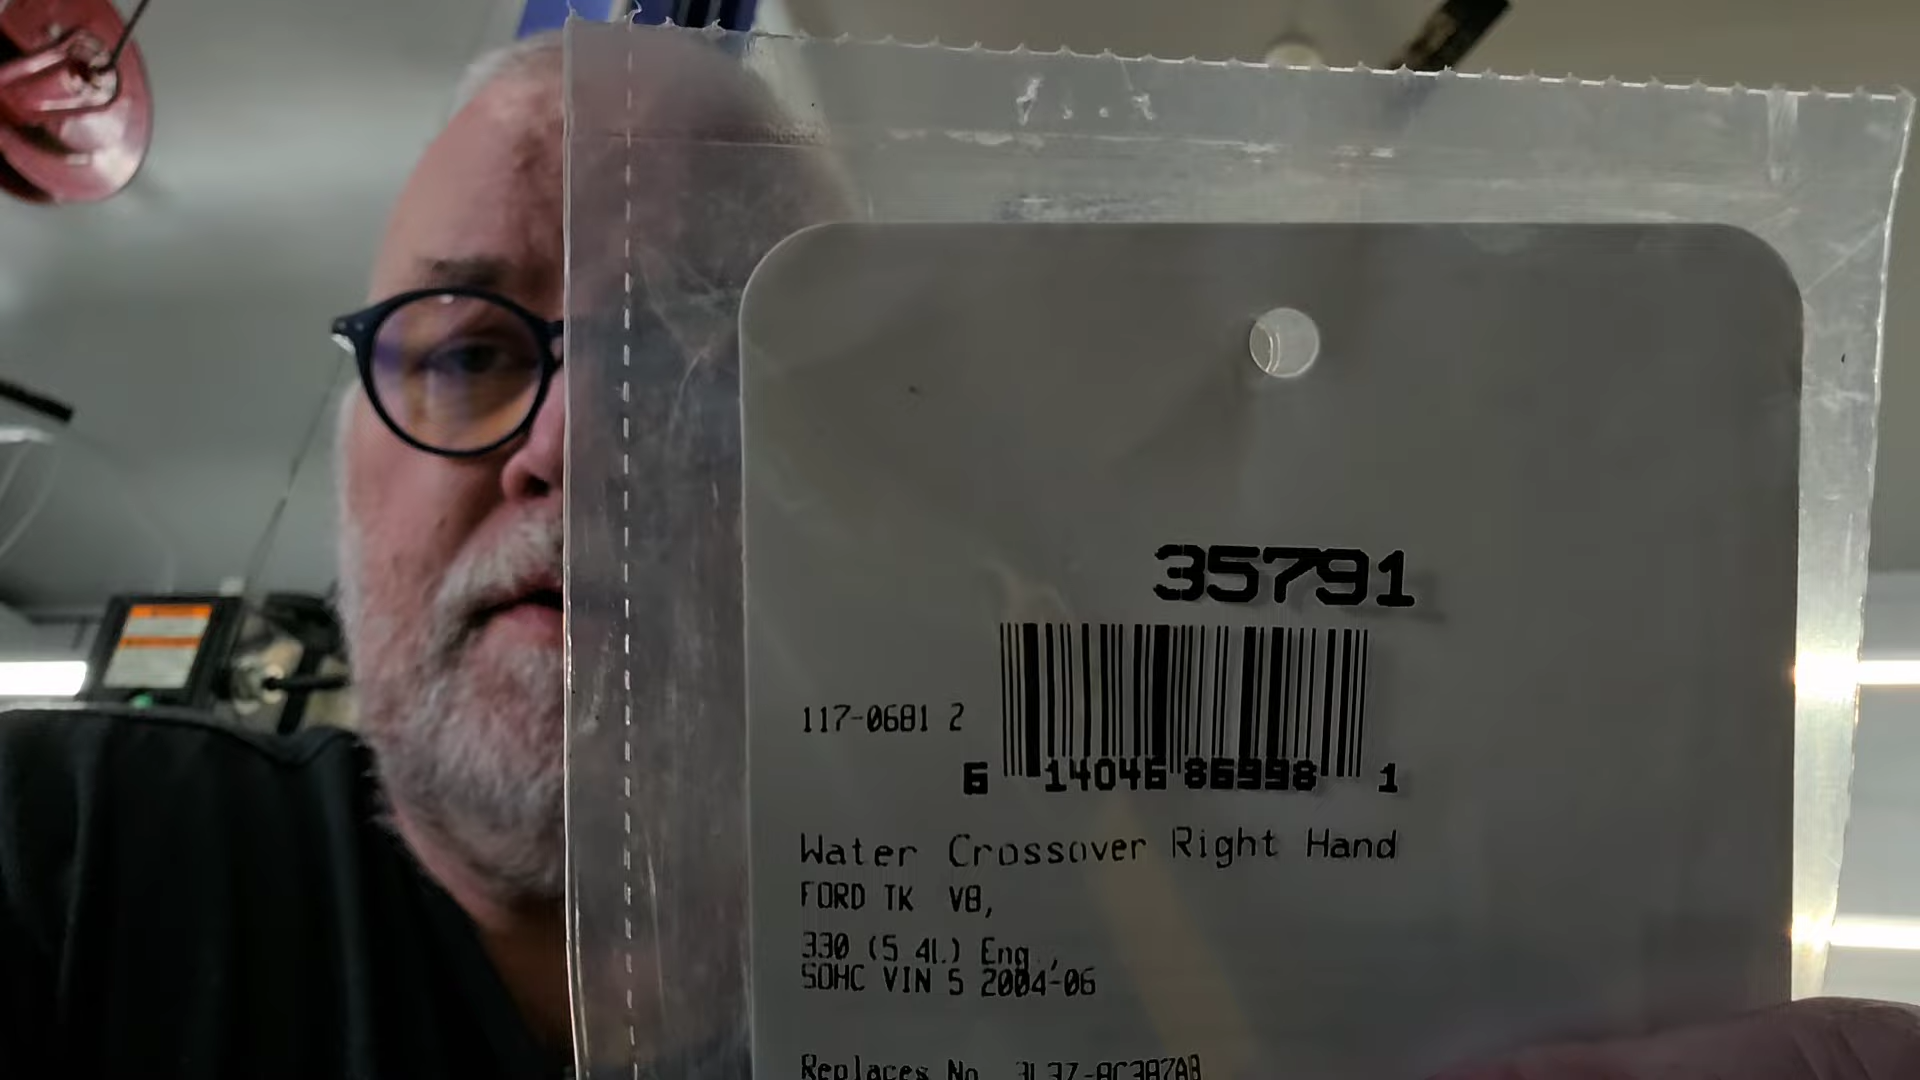 35791
117-0681 2
6 14046 86998 1
Water Crossover Right Hand
FORD TK V8,
330 (5 4L) Eng.,
SOHC VIN 5 2004-06
Replaces No.